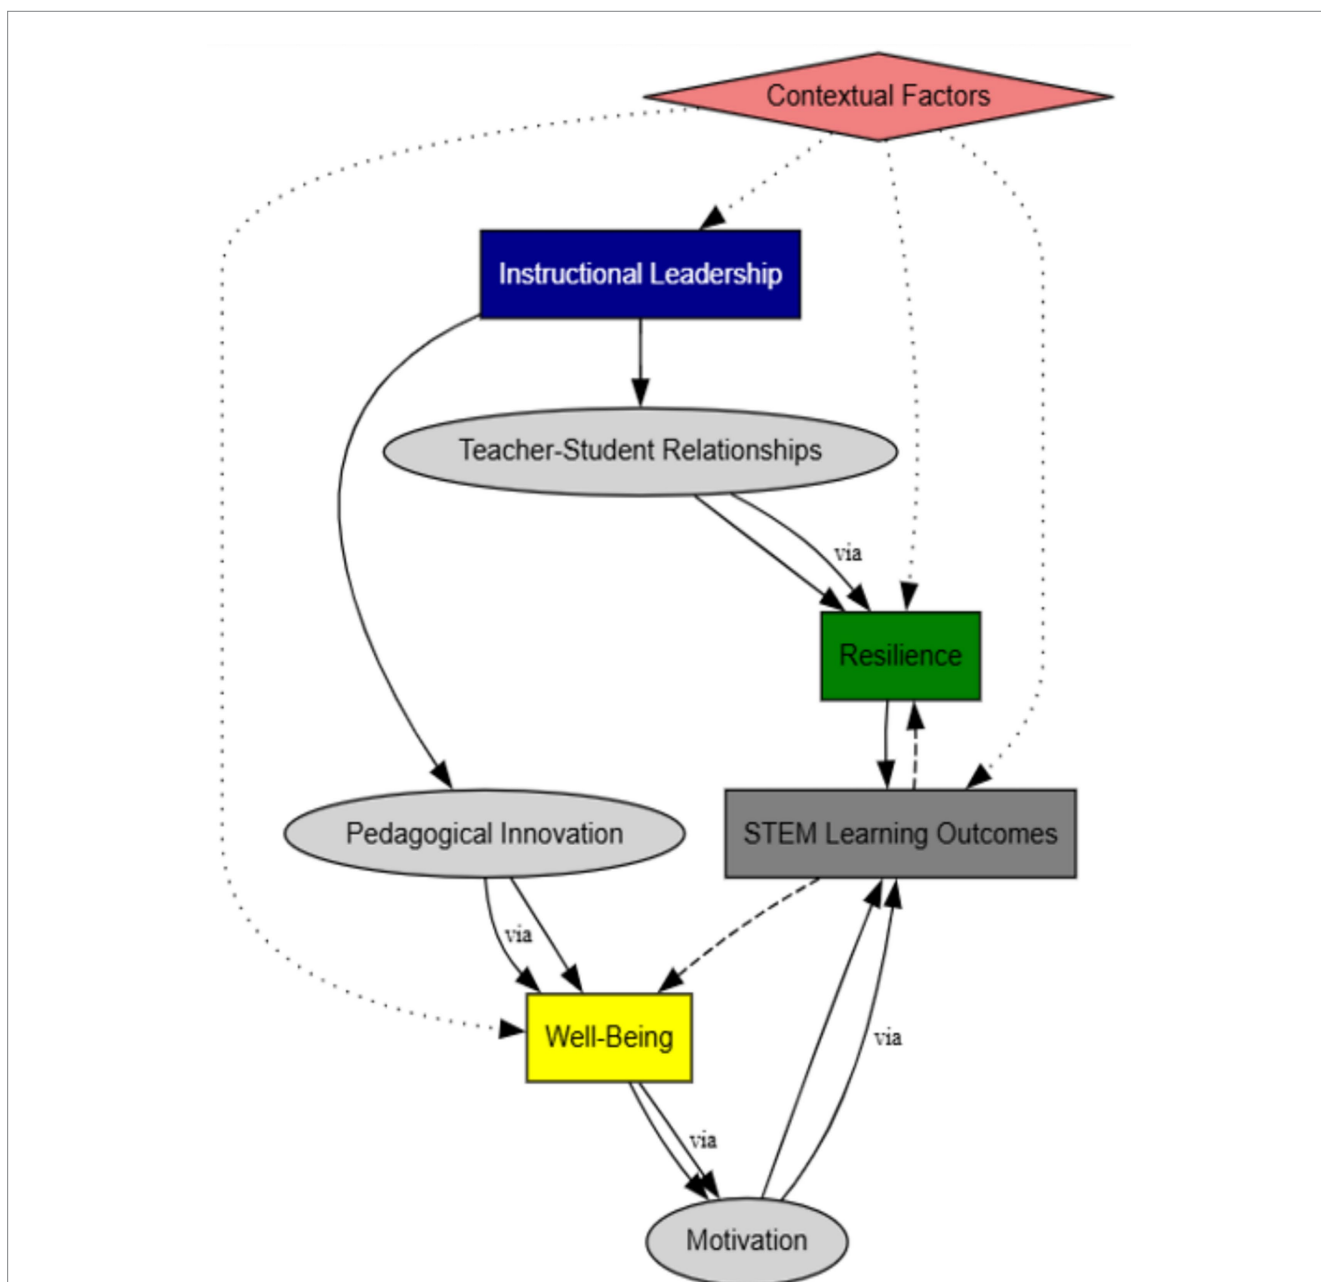 Contextual Factors
Instructional Leadership
Teacher-Student Relationships
via
Resilience
Pedagogical Innovation
STEM Learning Outcomes
via
Well-Being
via
via
Motivation